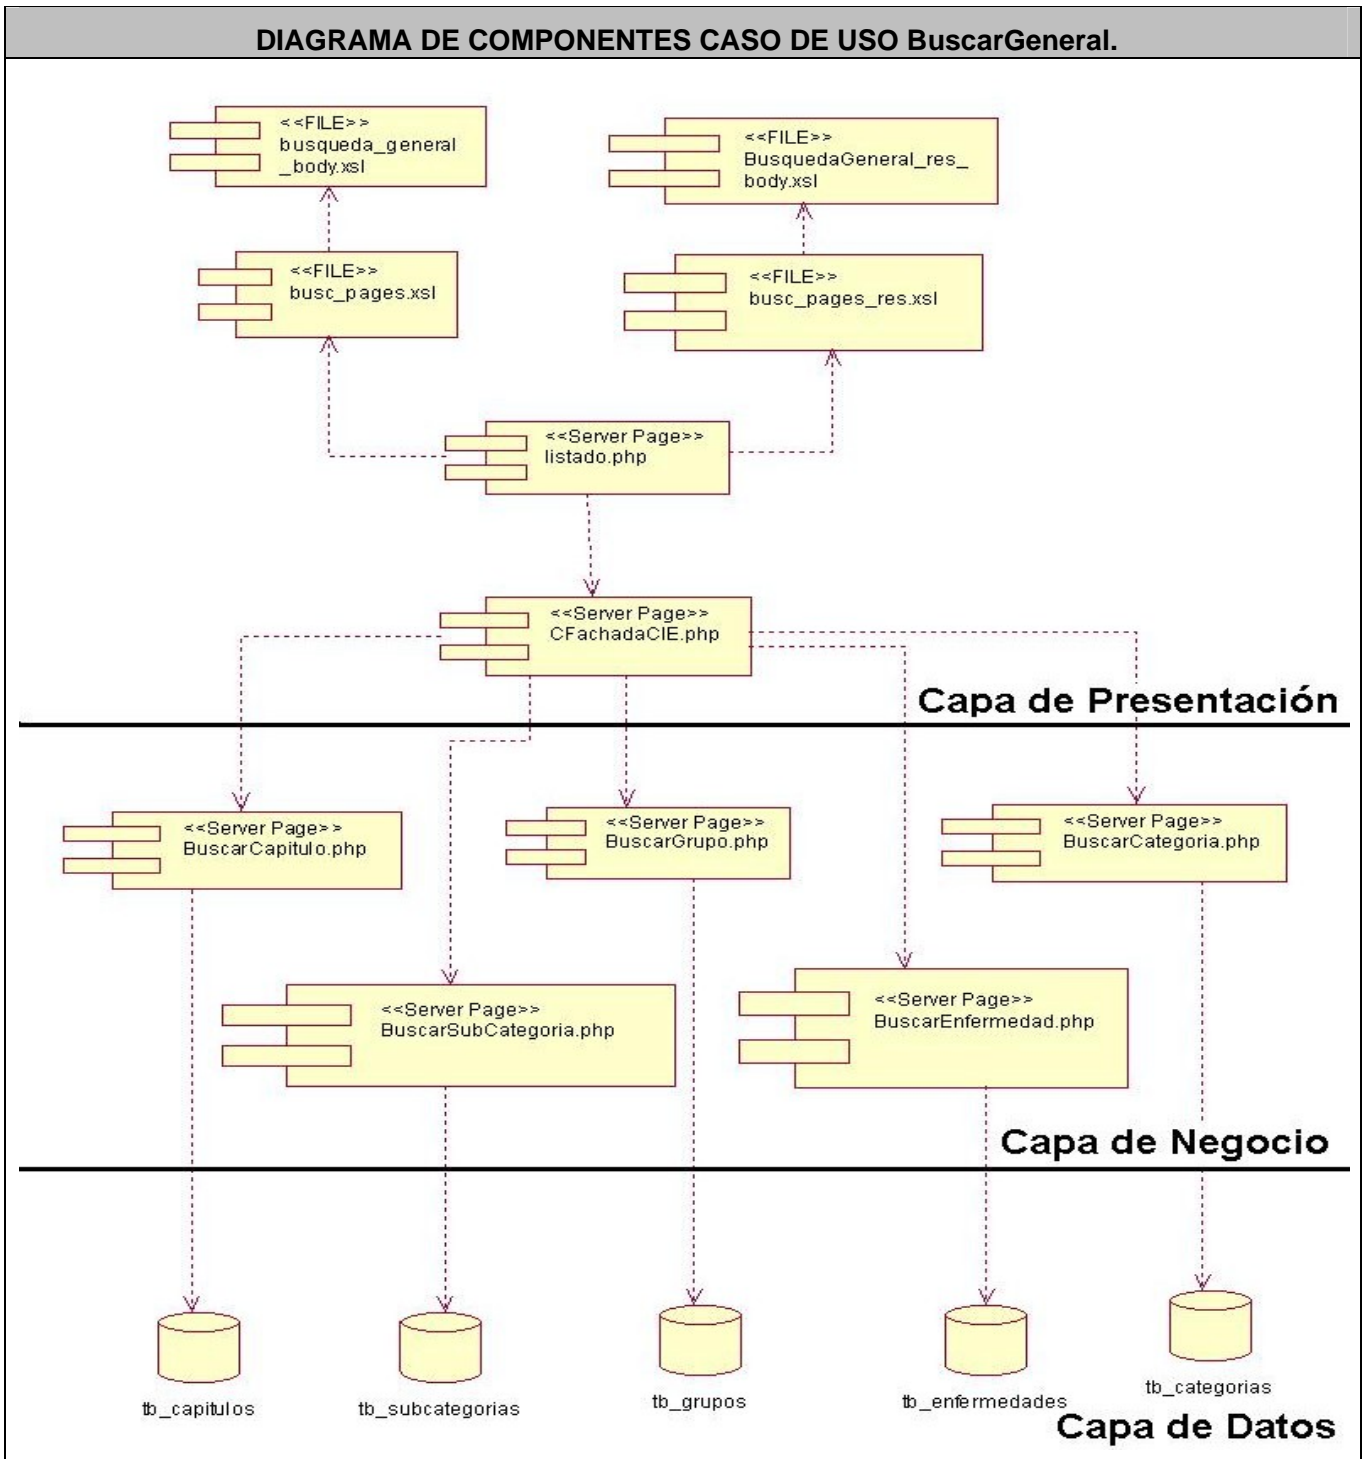 DIAGRAMA DE COMPONENTES CASO DE USO BuscarGeneral.
<<FILE>>
busqueda_general
_body.xsl
<<FILE>>
BusquedaGeneral_res_
body.xsl
<<FILE>>
busc_pages.xsl
<<FILE>>
busc_pages_res.xsl
<<Server Page>>
listado.php
<<Server Page>>
CFachadaCIE.php
Capa de Presentación
<<Server Page>>
BuscarCapitulo.php
<<Server Page>>
BuscarGrupo.php
<<Server Page>>
BuscarCategoria.php
<<Server Page>>
BuscarSubCategoria.php
<<Server Page>>
BuscarEnfermedad.php
Capa de Negocio
tb_capitulos
tb_subcategorias
tb_grupos
tb_enfermedades
tb_categorias
Capa de Datos